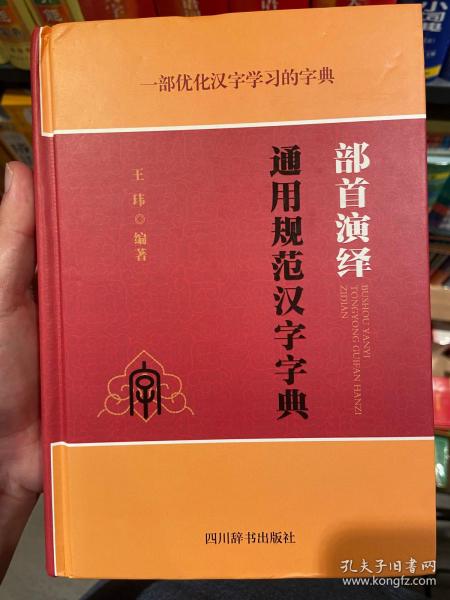 一部优化汉字学习的字典
部首演绎
通用规范汉字字典
BUSHOU YANYI
TONGYONG GUIFAN HANZI
ZIDIAN
王玮◎编著
字
四川辞书出版社
孔夫子旧书网
www.kongfz.com